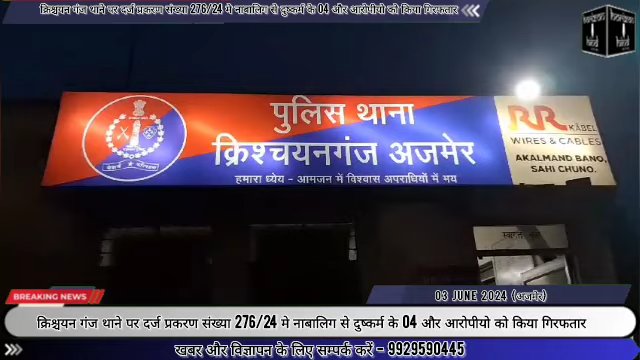 क्रिश्चयन गंज थाने पर दर्ज प्रकरण संख्या 276/24 मे नाबालिग से दुष्कर्म के 04 और आरोपीयो को किया गिरफतार
पुलिस थाना
क्रिश्चयनगंज अजमेर
हमारा ध्येय - आमजन में विश्वास अपराधियों में भय
RR KABEL
WIRES & CABLES
AKALMAND BANO,
SAHI CHUNO.
BREAKING NEWS
03 JUNE 2024 (अजमेर)
क्रिश्चयन गंज थाने पर दर्ज प्रकरण संख्या 276/24 मे नाबालिग से दुष्कर्म के 04 और आरोपीयो को किया गिरफतार
खबर और विज्ञापन के लिए सम्पर्क करें - 9929590445